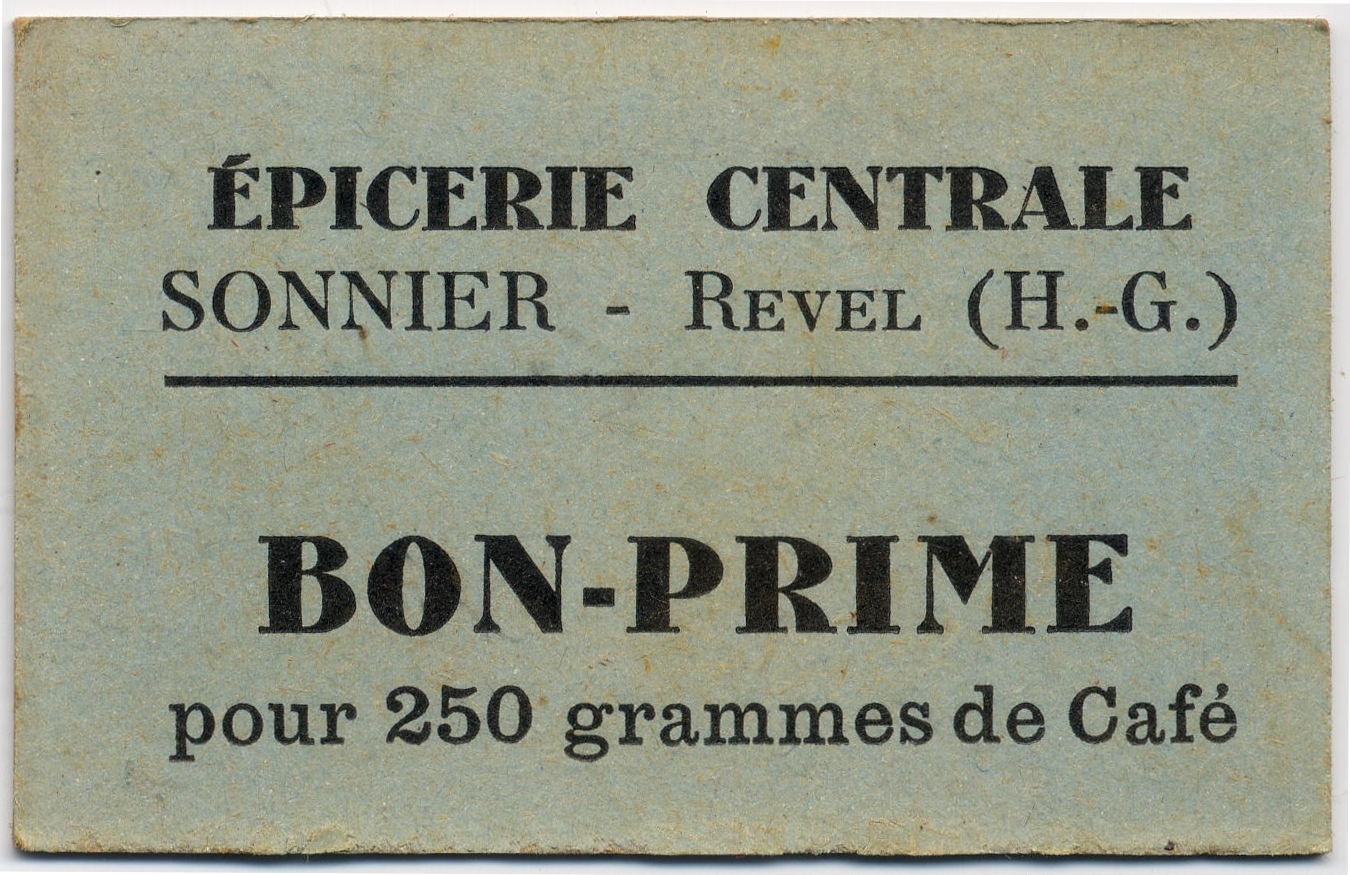 ÉPICERIE CENTRALE
SONNIER - REVEL (H.-G.)
BON-PRIME
pour 250 grammes de Café